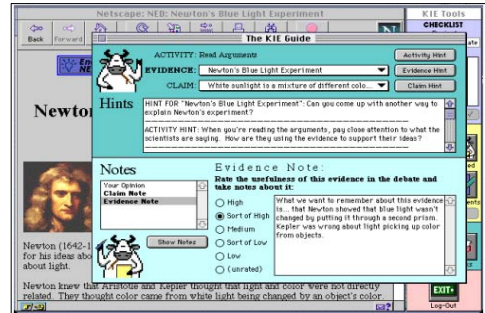 Netscape: NED: Newton's Blue Light Experiment
KIE Tools
CHECKLIST
Back
Forward
The KIE Guide
ACTIVITY: Read Arguments
Activity Hint
EVIDENCE: Newton's Blue Light Experiment
Evidence Hint
CLAIM: White sunlight is a mixture of different colo...
Claim Hint
Hints
HINT FOR "Newton's Blue Light Experiment": Can you come up with another way to
explain Newton's experiment?
ACTIVITY HINT: When you're reading the arguments, pay close attention to what the
scientists are saying. How are they using the evidence to support their ideas?
Newto
Notes
Your Opinion
Claim Note
Evidence Note
Show Notes
Evidence Note:
Rate the usefulness of this evidence in the debate and
take notes about it:
High
Sort of High
Medium
Sort of Low
Low
(unrated)
What we want to remember about this evidence
is... that Newton showed that blue light wasn't
changed by putting it through a second prism.
Kepler was wrong about light picking up color
from objects.
Newton (1642-1
for his ideas abo
about light.
Newton knew that Aristotle and Kepler thought that light and color were not directly
related. They thought color came from white light being changed by an object's color.
EXIT
Log-Out